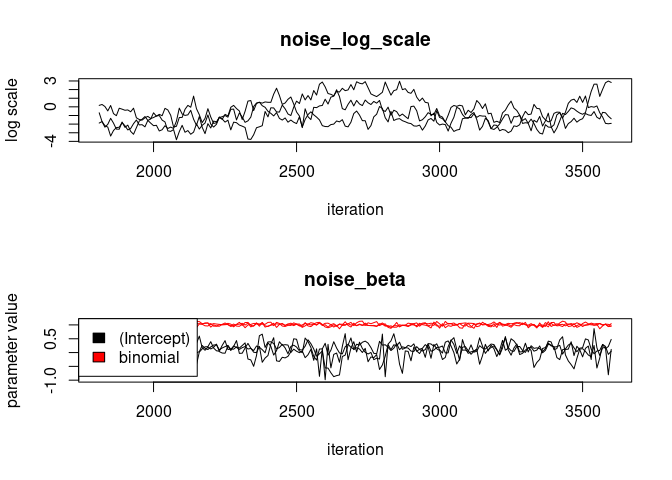 noise_log_scale
log scale
3
0
-4
2000 2500 3000 3500
iteration
noise_beta
parameter value
0.5
-1.0
(Intercept)
binomial
2000 2500 3000 3500
iteration